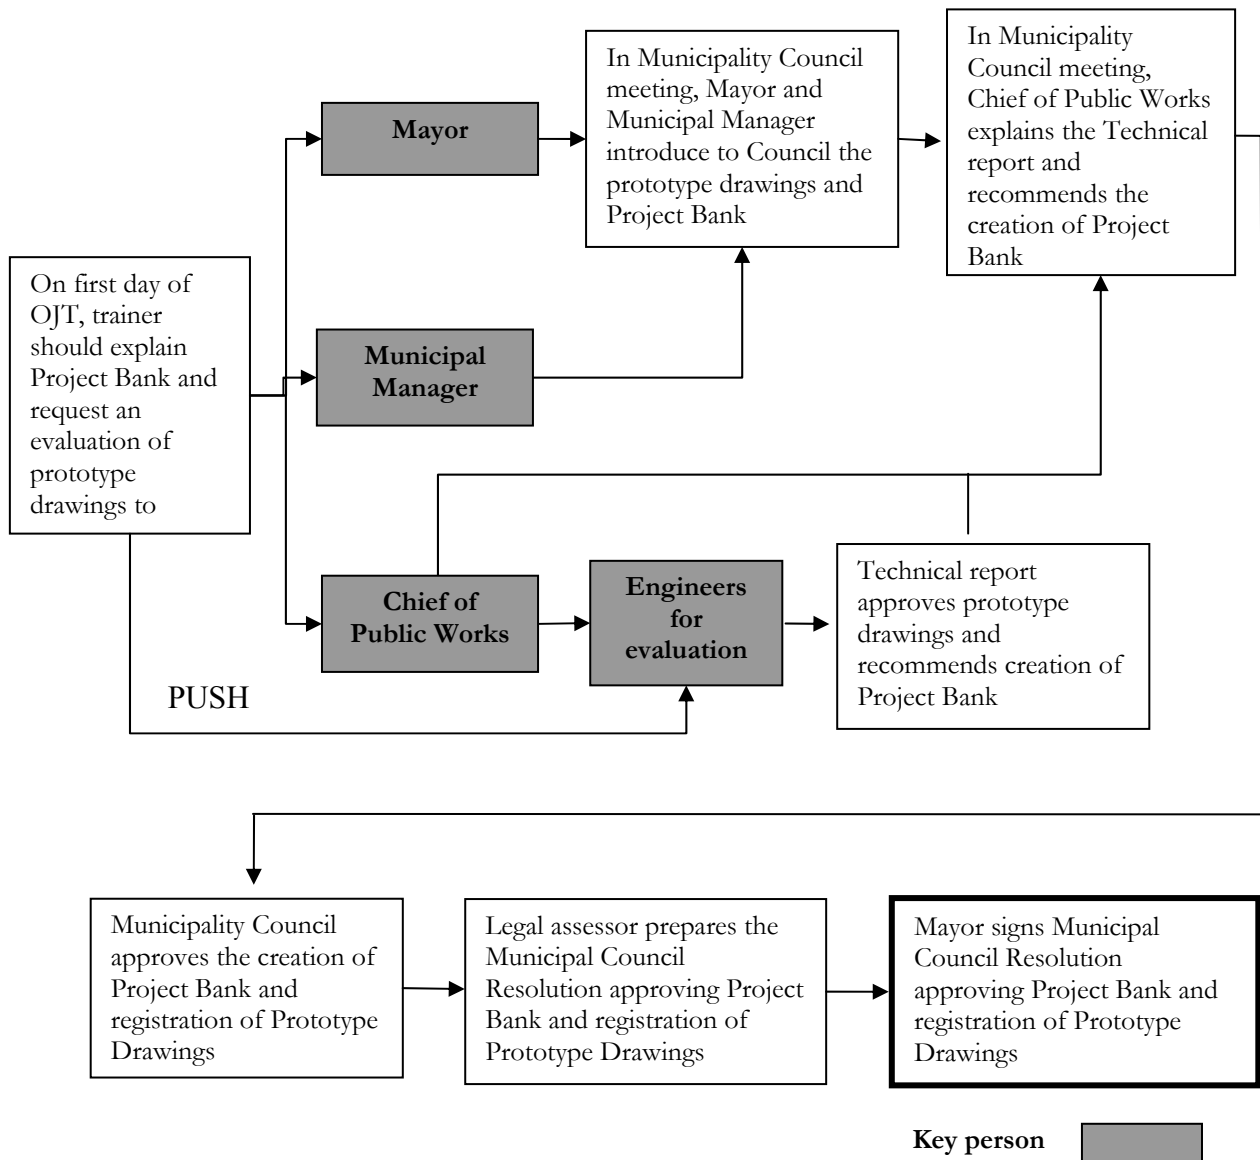 In Municipality
Council meeting,
Chief of Public Works
explains the Technical
report and
recommends the
creation of Project
Bank
In Municipality Council
meeting, Mayor and
Municipal Manager
introduce to Council the
prototype drawings and
Project Bank
Mayor
On first day of
OJT, trainer
should explain
Project Bank and
request an
evaluation of
prototype
drawings to
Municipal
Manager
Chief of
Public Works
Engineers
for
evaluation
Technical report
approves prototype
drawings and
recommends creation of
Project Bank
PUSH
Municipality Council
approves the creation of
Project Bank and
registration of Prototype
Drawings
Legal assessor prepares the
Municipal Council
Resolution approving Project
Bank and registration of
Prototype Drawings
Mayor signs Municipal
Council Resolution
approving Project Bank and
registration of Prototype
Drawings
Key person